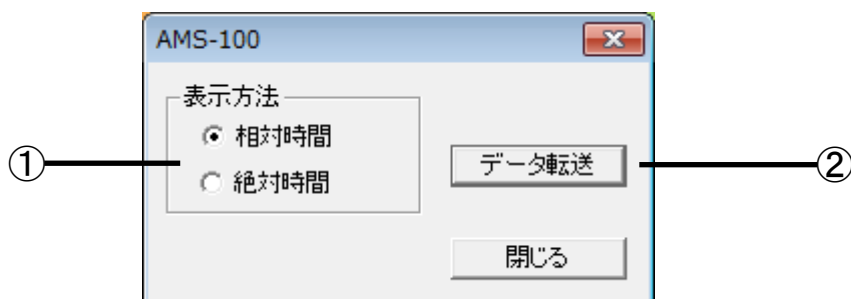 AMS-100
表示方法
相対時間
① データ転送 ②
絶対時間
閉じる